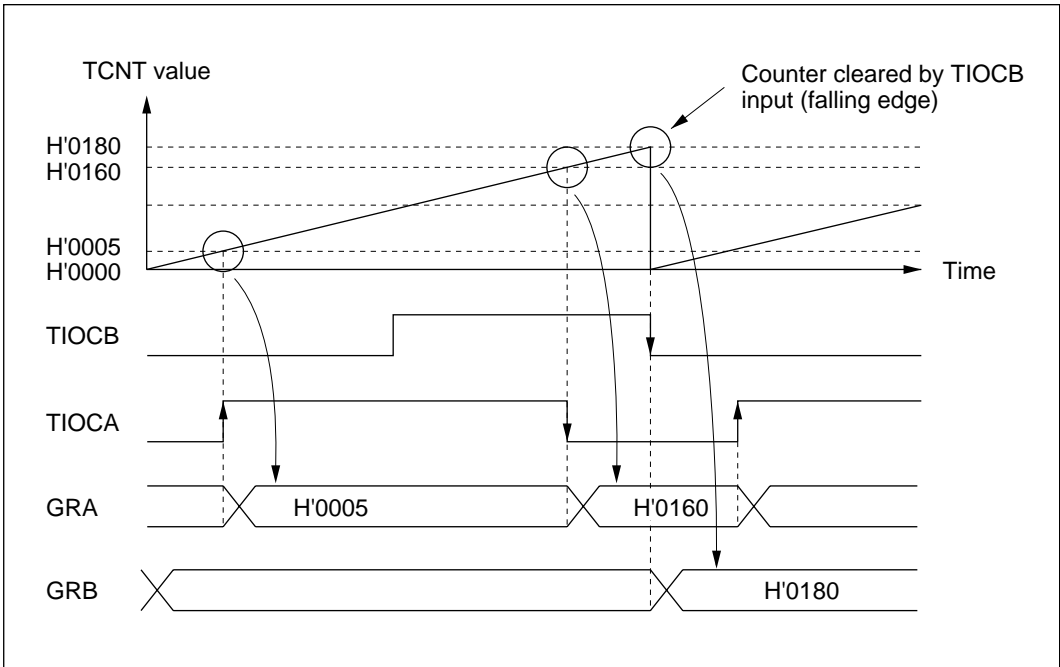 TCNT value
Counter cleared by TIOCB
input (falling edge)
H'0180
H'0160
H'0005
H'0000
Time
TIOCB
TIOCA
GRA
H'0005
H'0160
GRB
H'0180